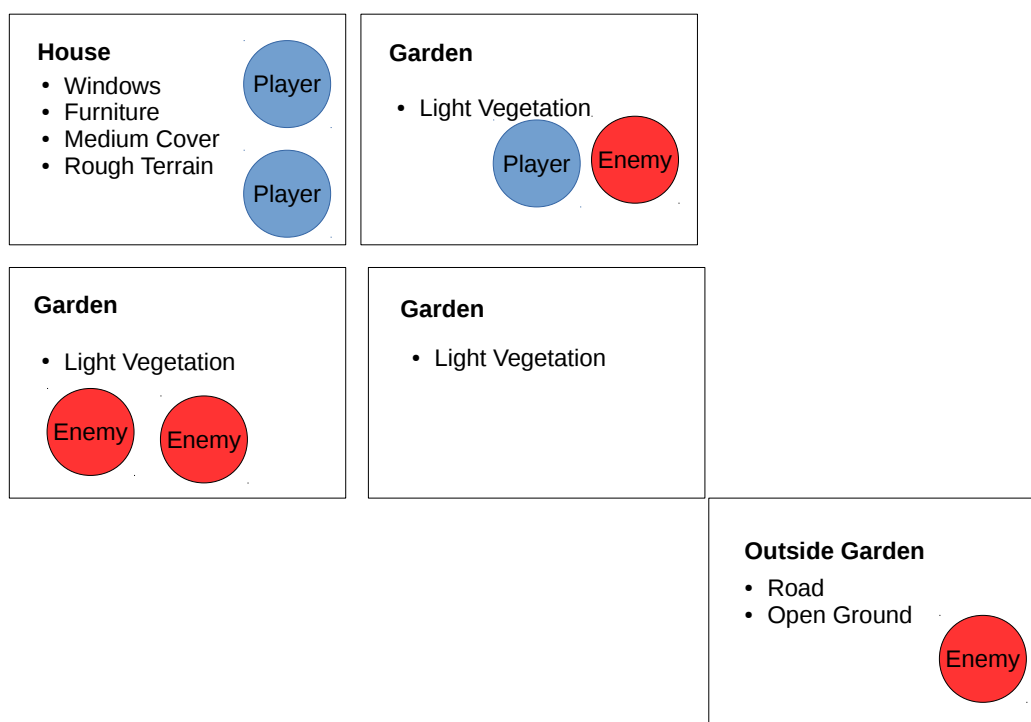 House
• Windows
• Furniture
• Medium Cover
• Rough Terrain
Player
Player
Garden
• Light Vegetation
Player
Enemy
Garden
• Light Vegetation
Enemy
Enemy
Garden
• Light Vegetation
Outside Garden
• Road
• Open Ground
Enemy